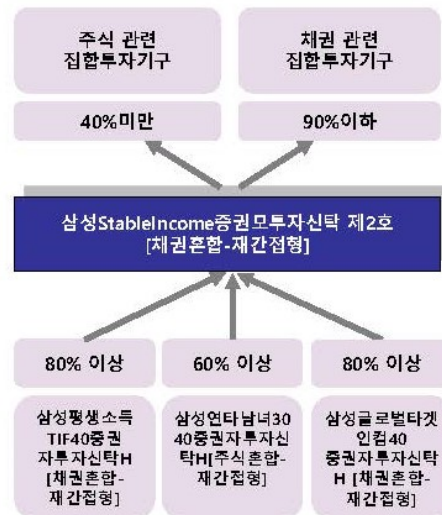 주식 관련
집합투자기구
채권 관련
집합투자기구
40%미만
90%이하
삼성StableIncome증권모투자신탁 제2호
[채권혼합-재간접형]
80% 이상
60% 이상
80% 이상
삼성평생소득
TIF40증권
자투자신탁H
[채권혼합-
재간접형]
삼성연타남녀30
40증권자투자신
탁H[주식혼합-
재간접형]
삼성글로벌타겟
인컴40
증권자투자신탁
H [채권혼합-
재간접형]